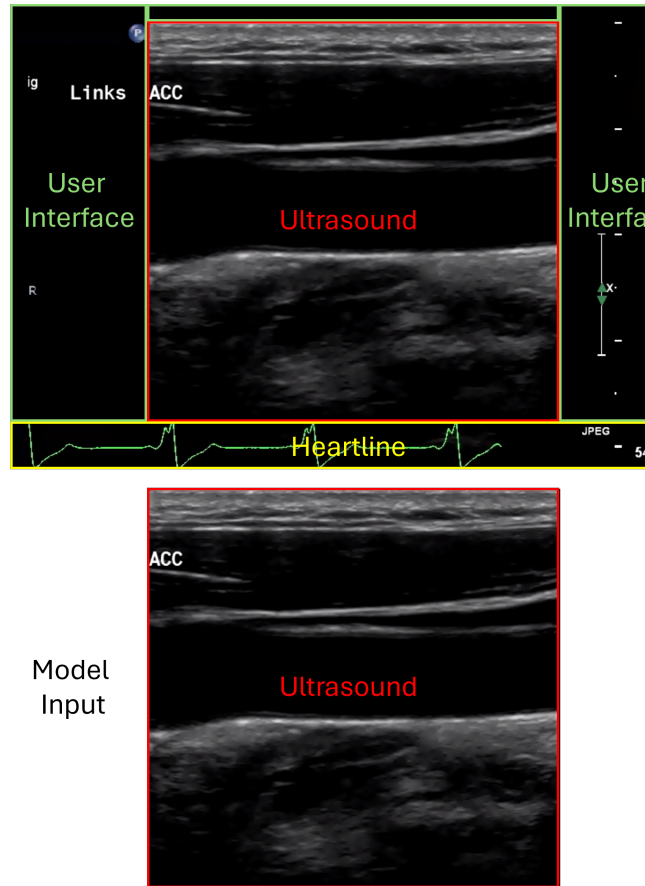 P
ig
Links
ACC
User
Interface
Ultrasound
User
Interfa
R
X
Heartline
JPEG
54
ACC
Model
Input
Ultrasound